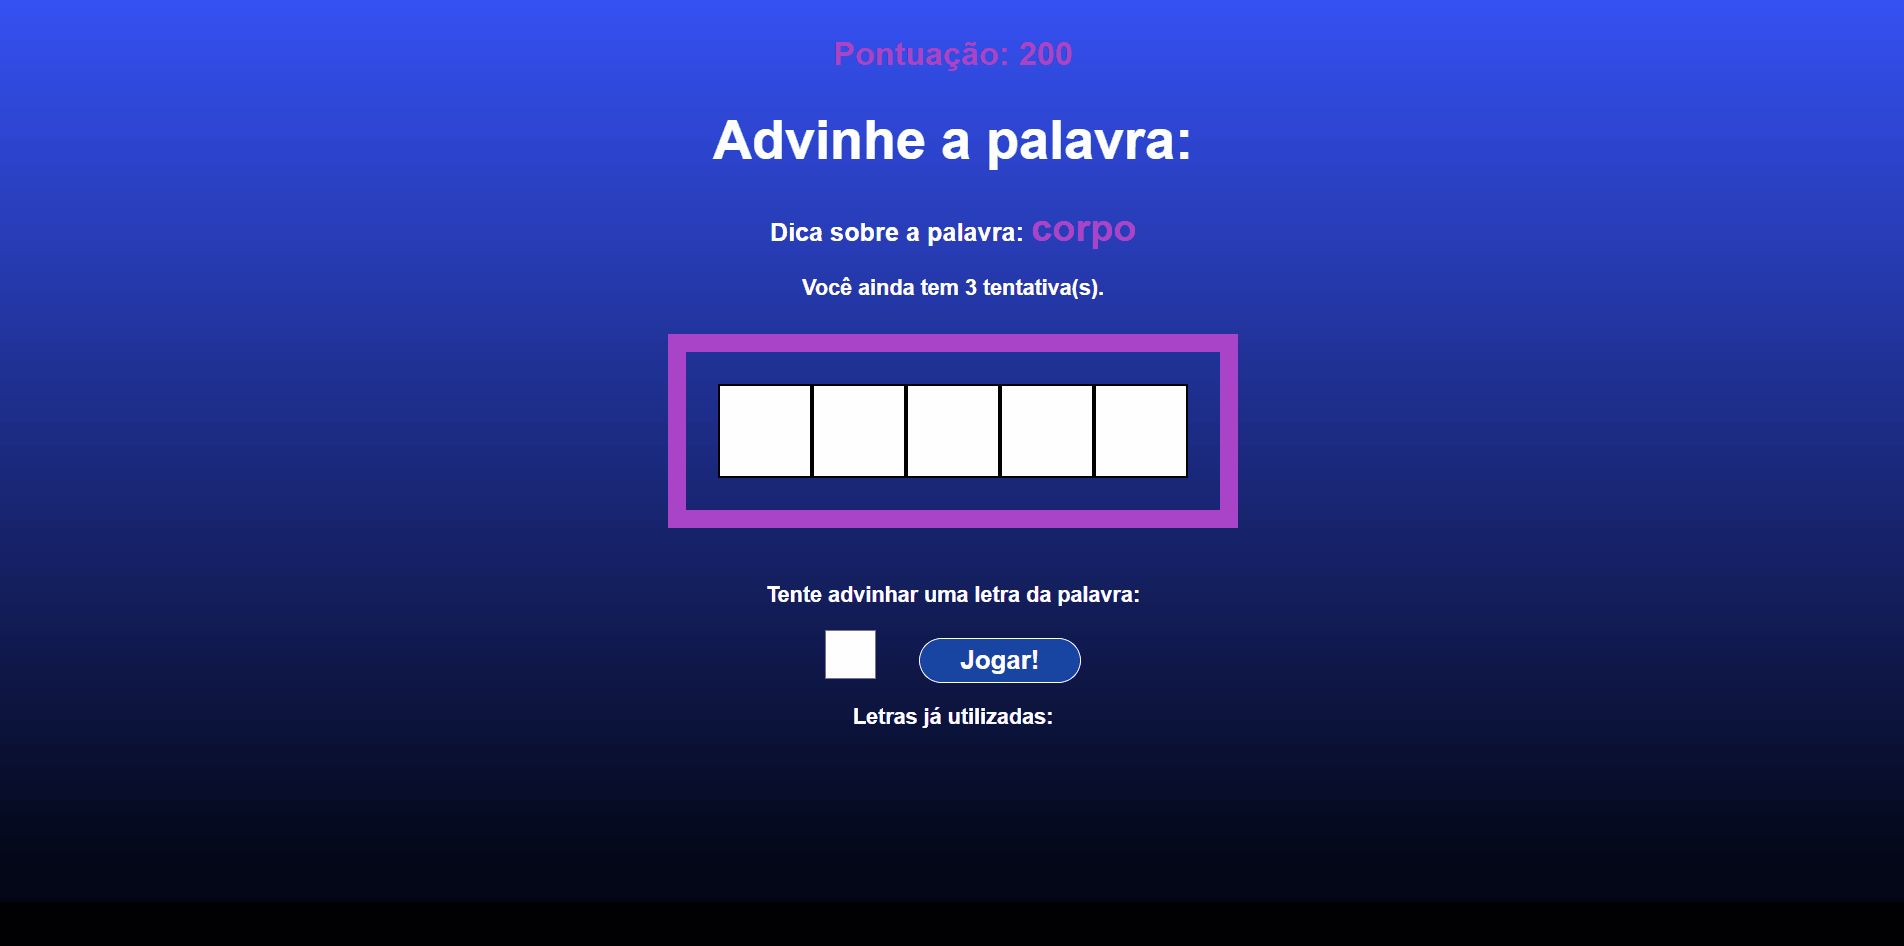 Pontuação: 200
Advinhe a palavra:
Dica sobre a palavra: corpo
Você ainda tem 3 tentativa(s).
Tente advinhar uma letra da palavra:
Jogar!
Letras já utilizadas: